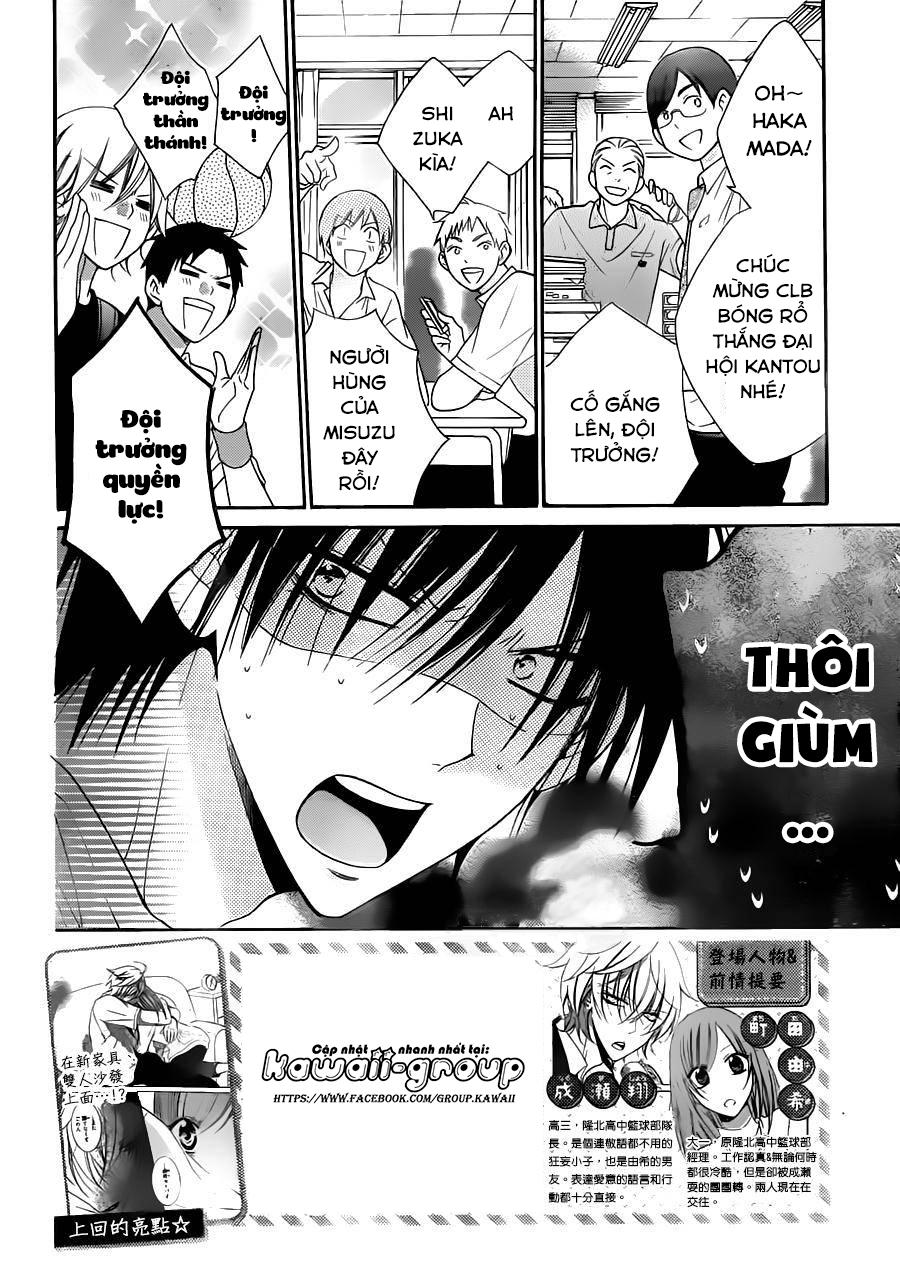 OH~
HAKA
MADA!
CHÚC
MỪNG CLB
BÓNG RỔ
THẮNG ĐẠI
HỘI KANTOU
NHÉ!
CỐ GẮNG
LÊN, ĐỘI
TRƯỞNG!
AH
SHI
ZUKA
KÌA!
NGƯỜI
HÙNG
CỦA
MISUZU
ĐÂY
RỒI!
Đội
trưởng
!
Đội
trưởng
thần
thánh!
Đội
trưởng
quyền
lực!
THÔI
GIÙM
...
登場人物&
前情提要
町田由希
大一，原隆北高中籃球部
經理。工作認真&無論何時
都很冷酷，但是卻被成瀨
耍的團團轉。兩人現在在
交往。
成瀨翔
高三，隆北高中籃球部隊
長。是個連敬語都不用的
狂妄小子，也是由希的男
友。表達愛意的語言和行
動都十分直接。
Cập nhật nhanh nhất tại:
kawaii-group
HTTPS://WWW.FACEBOOK.COM/GROUP.KAWAII
在新家具
雙人沙發
上面…!?
上回的亮點☆